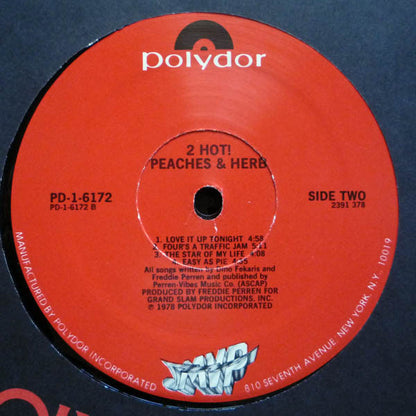 polydor
2 HOT!
PEACHES & HERB
PD-1-6172
PD-1-6172 B
SIDE TWO
2391 378
1. LOVE IT UP TONIGHT 4:58
2. FOUR'S A TRAFFIC JAM 5:11
3. THE STAR OF MY LIFE 4:08
4. EASY AS PIE 4:55
All songs written by Dino Fekaris and
Freddie Perren and published by
Perren-Vibes Music Co. (ASCAP)
PRODUCED BY FREDDIE PERREN FOR
GRAND SLAM PRODUCTIONS, INC.
℗ 1978 POLYDOR INCORPORATED
MVP
MANUFACTURED BY POLYDOR INCORPORATED
810 SEVENTH AVENUE, NEW YORK, N.Y. 10019